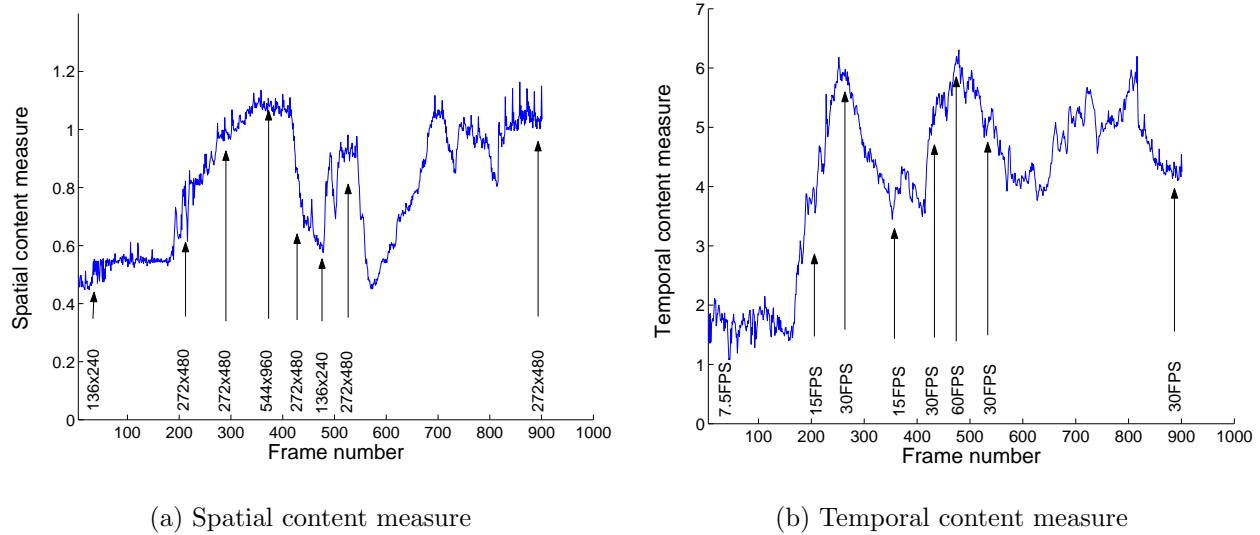 Spatial content measure
1.2
1
0.8
0.6
0.4
0.2
0
136x240
272x480
272x480
544x960
272x480
136x240
272x480
272x480
100 200 300 400 500 600 700 800 900 1000
Frame number
(a) Spatial content measure
Temporal content measure
7
6
5
4
3
2
1
0
7.5FPS
15FPS
30FPS
15FPS
30FPS
60FPS
30FPS
30FPS
100 200 300 400 500 600 700 800 900 1000
Frame number
(b) Temporal content measure